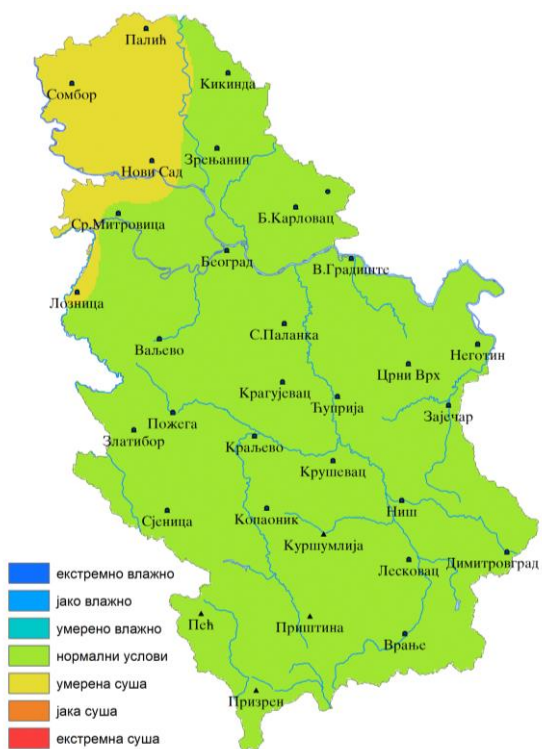 Палић
Кикинда
Сомбор
Зрењанин
Нови Сад
Б.Карловац
Ср.Митровица
Београд
В.Градиште
Лозница
С.Паланка
Ваљево
Неготин
Црни Врх
Крагујевац
Ћуприја
Зајечар
Пожега
Златибор
Краљево
Крушевац
Сјеница
Копаоник
Ниш
Куршумлија
Димитровград
Лесковац
Пећ
Приштина
Врање
Призрен
екстремно влажно
јако влажно
умерено влажно
нормални услови
умерена суша
јака суша
екстремна суша